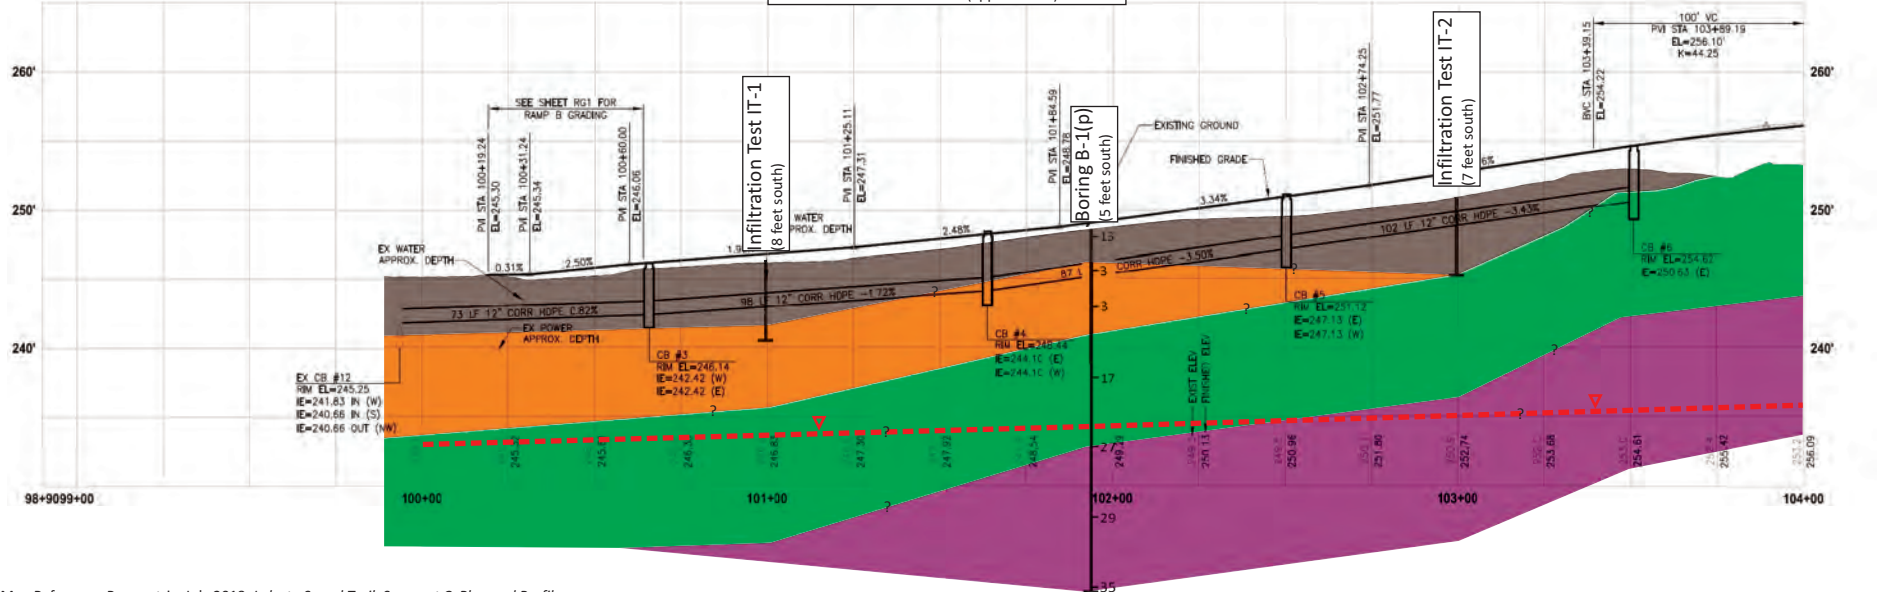 100' VC
PVI STA 103+89.19
EL=256.10'
K=44.25
BVC STA 103+39.15
EL=254.22
260'
260'
SEE SHEET RG1 FOR
RAMP B GRADING
PVI STA 100+19.24
EL=245.30
PVI STA 100+31.24
EL=245.34
PVI STA 100+60.00
EL=246.06
Infiltration Test IT-1
(8 feet south)
PVI STA 101+25.11
EL=247.31
PVI STA 101+84.59
EL=248.78
Boring B-1(p)
(5 feet south)
EXISTING GROUND
FINISHED GRADE
PVI STA 102+74.25
EL=251.77
Infiltration Test IT-2
(7 feet south)
250'
250'
WATER
EX WATER
APPROX. DEPTH
0.31%
2.50%
2.48%
3.34%
13
3
3
17
27
29
35
73 LF 12" CORR HDPE
98 LF 12" CORR HDPE -1.72%
CORR HDPE -3.50%
102 LF 12" CORR HDPE -3.43%
EX POWER
APPROX. DEPTH
240'
240'
EX CB #12
RIM EL=245.25
IE=241.83 IN (W)
IE=240.66 IN (S)
IE=240.66 OUT (NW)
CB #3
RIM EL=246.14
IE=242.42 (W)
IE=242.42 (E)
CB #4
RIM EL=248.44
IE=244.10 (E)
IE=244.10 (W)
CB #5
RIM EL=251.12
IE=247.13 (E)
IE=247.13 (W)
CB #6
RIM EL=254.62
IE=250.63 (E)
EXIST ELEV
FINISHED ELEV
247.30
247.92
248.54
249.29
250.13
250.96
251.80
252.74
253.68
254.61
255.42
256.09
98+9099+00
100+00
101+00
102+00
103+00
104+00